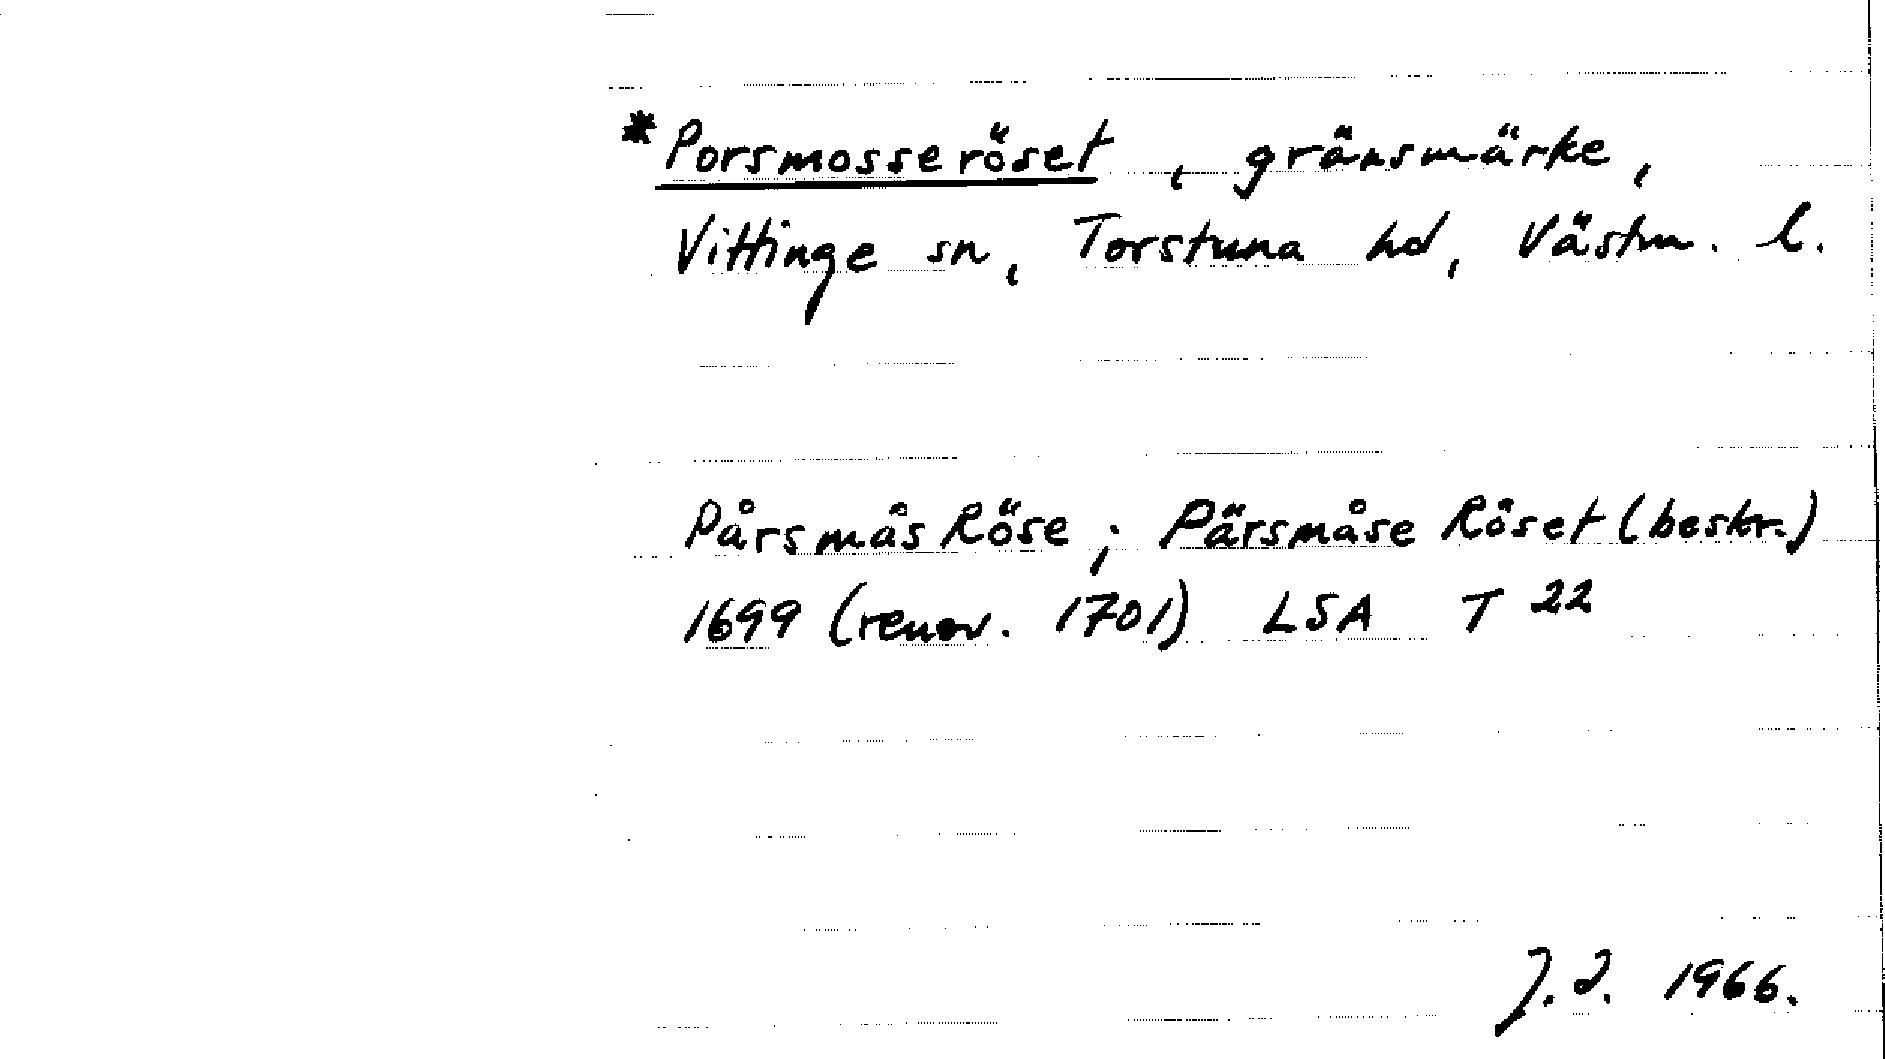 *Porsmosseröset, gränsmärke,
Vittinge sn, Torstuna hd, Västm. l.
Pårsmås Röse; Pärsmåse Röset (beskr.)
1699 (renov. 1701) LSA T 22
J.I. 1966.